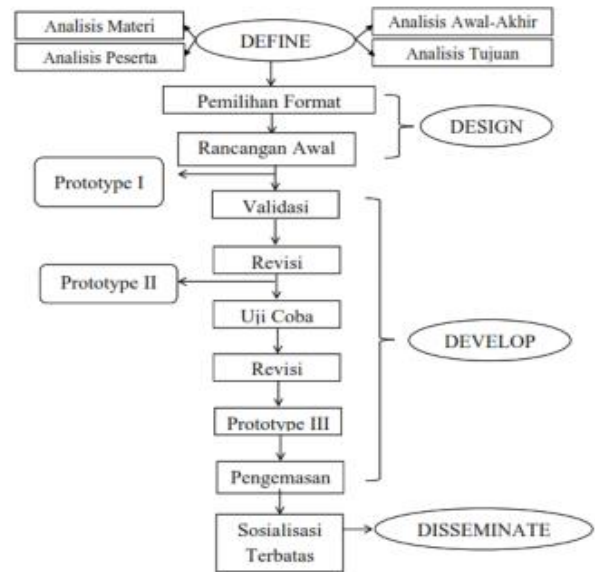 Analisis Materi
Analisis Peserta
DEFINE
Analisis Awal-Akhir
Analisis Tujuan
Pemilihan Format
Rancangan Awal
DESIGN
Prototype I
Validasi
Revisi
Prototype II
Uji Coba
DEVELOP
Revisi
Prototype III
Pengemasan
Sosialisasi
Terbatas
DISSEMINATE